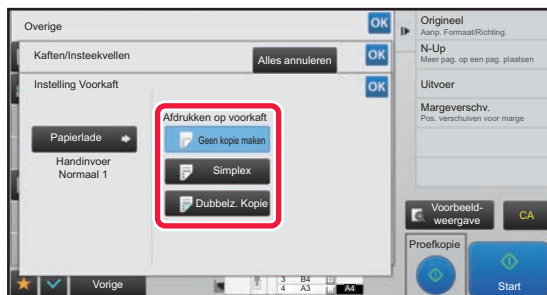 Overige
OK
Kaften/Insteekvellen
Alles annuleren
OK
Instelling Voorkaft
OK
Afdrukken op voorkaft
Papierlade
Geen kopie maken
Handinvoer
Normaal 1
Simplex
Dubbelz. Kopie
Vorige
3 B4
4 A3
A4
Origineel
Aanp. Formaat/Richting.
N-Up
Meer pag. op een pag. plaatsen
Uitvoer
Margeverschv.
Pos. verschuiven voor marge
Voorbeeld-
weergave
CA
Proefkopie
Start